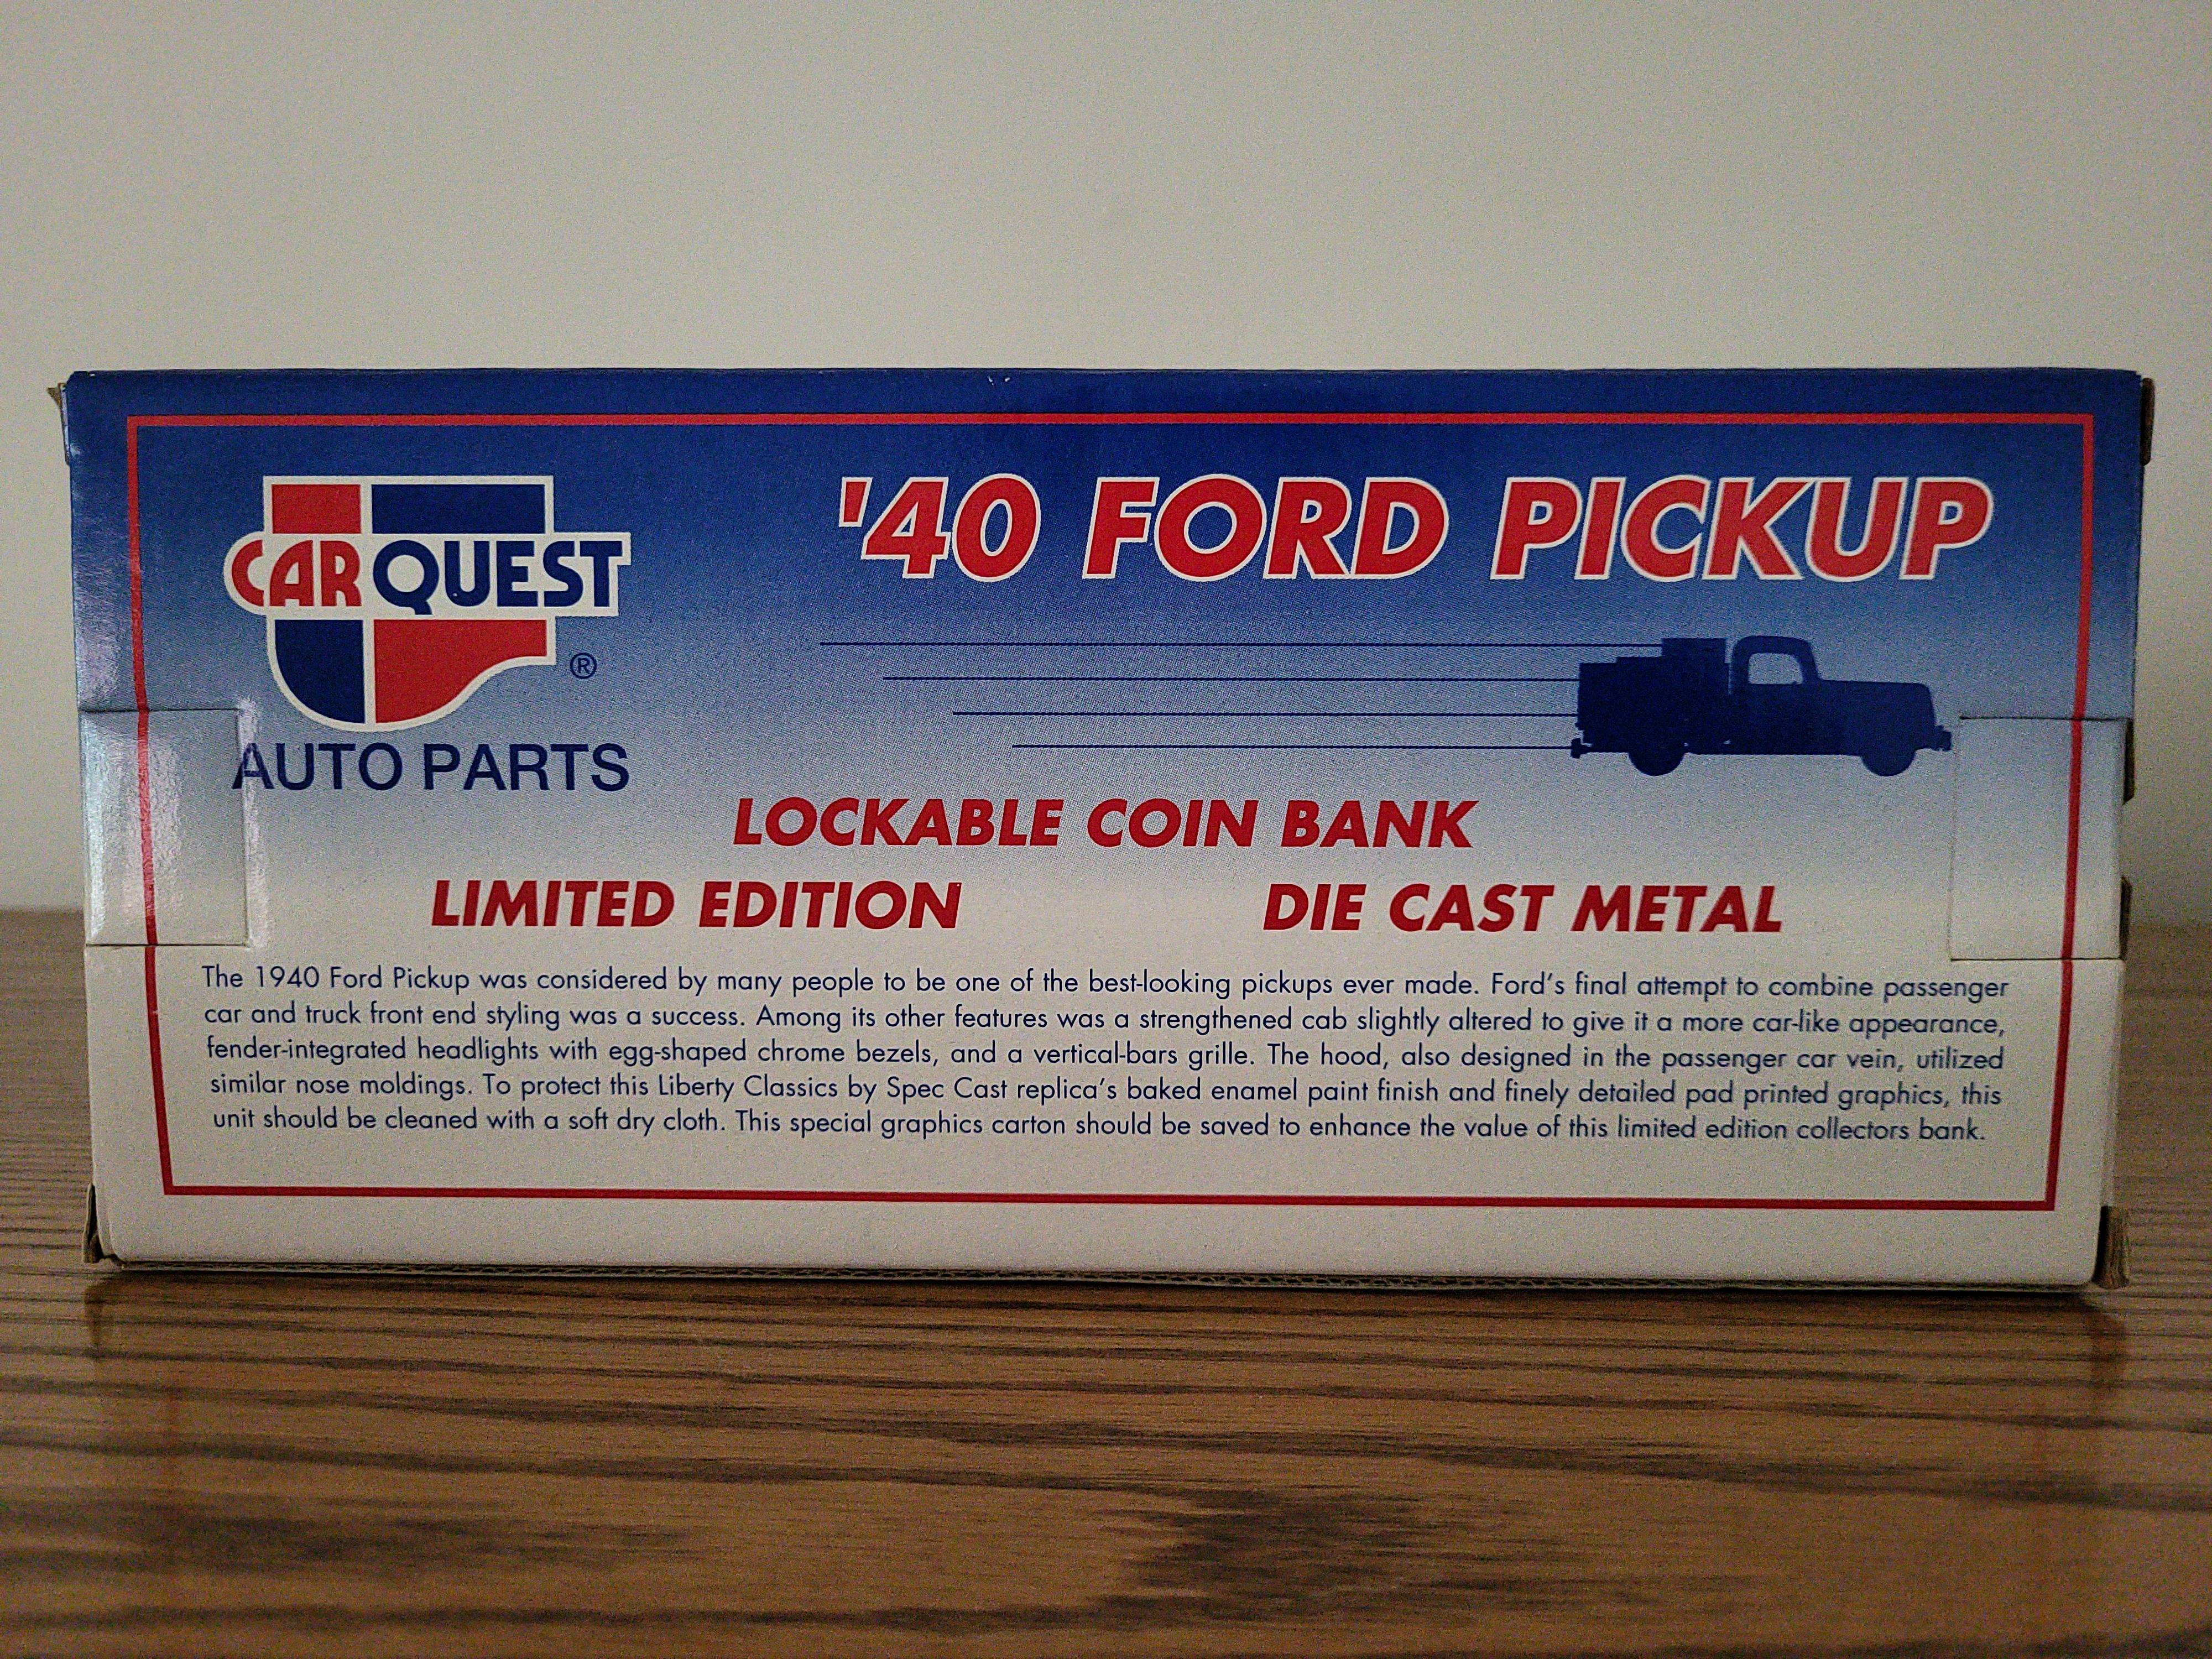 CARQUEST
®
AUTO PARTS
'40 FORD PICKUP
LOCKABLE COIN BANK
LIMITED EDITION
DIE CAST METAL
The 1940 Ford Pickup was considered by many people to be one of the best-looking pickups ever made. Ford's final attempt to combine passenger
car and truck front end styling was a success. Among its other features was a strengthened cab slightly altered to give it a more car-like appearance,
fender-integrated headlights with egg-shaped chrome bezels, and a vertical-bars grille. The hood, also designed in the passenger car vein, utilized
similar nose moldings. To protect this Liberty Classics by Spec Cast replica's baked enamel paint finish and finely detailed pad printed graphics, this
unit should be cleaned with a soft dry cloth. This special graphics carton should be saved to enhance the value of this limited edition collectors bank.